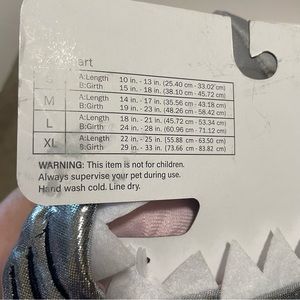 art
S A:Length 10 in. - 13 in. (25.40 cm - 33.02 cm)
B:Girth 15 in. - 18 in. (38.10 cm - 45.72 cm)
M A:Length 14 in. - 17 in. (35.56 cm - 43.18 cm)
B:Girth 19 in. - 23 in. (48.26 cm - 58.42 cm)
L A:Length 18 in. - 21 in. (45.72 cm - 53.34 cm)
B:Girth 24 in. - 28 in. (60.96 cm - 71.12 cm)
XL A:Length 22 in. - 25 in. (55.88 cm - 63.50 cm)
B:Girth 29 in. - 33 in. (73.66 cm - 83.82 cm)
WARNING: This item is not for children.
Always supervise your pet during use.
Hand wash cold. Line dry.